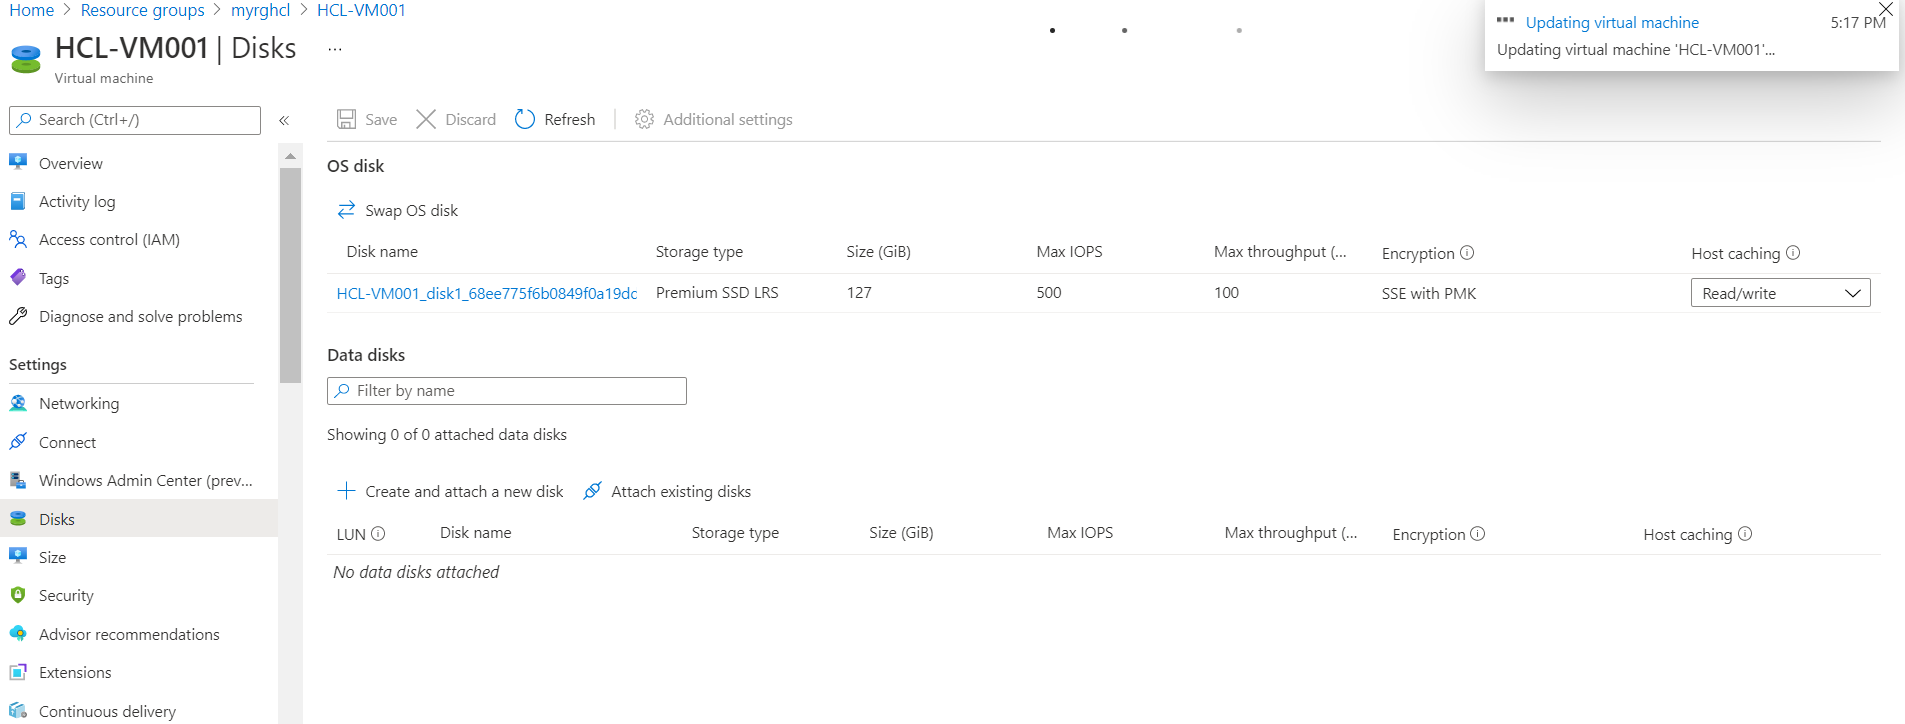 Home > Resource groups > myrghcl > HCL-VM001
HCL-VM001 | Disks ...
Virtual machine
Updating virtual machine 5:17 PM
Updating virtual machine 'HCL-VM001'...
Search (Ctrl+/) «
Save Discard Refresh Additional settings
Overview
Activity log
Access control (IAM)
Tags
Diagnose and solve problems
Settings
Networking
Connect
Windows Admin Center (prev...
Disks
Size
Security
Advisor recommendations
Extensions
Continuous delivery
OS disk
Swap OS disk
Disk name Storage type Size (GiB) Max IOPS Max throughput (... Encryption Host caching
HCL-VM001_disk1_68ee775f6b0849f0a19dc Premium SSD LRS 127 500 100 SSE with PMK Read/write
Data disks
Filter by name
Showing 0 of 0 attached data disks
Create and attach a new disk Attach existing disks
LUN Disk name Storage type Size (GiB) Max IOPS Max throughput (... Encryption Host caching
No data disks attached